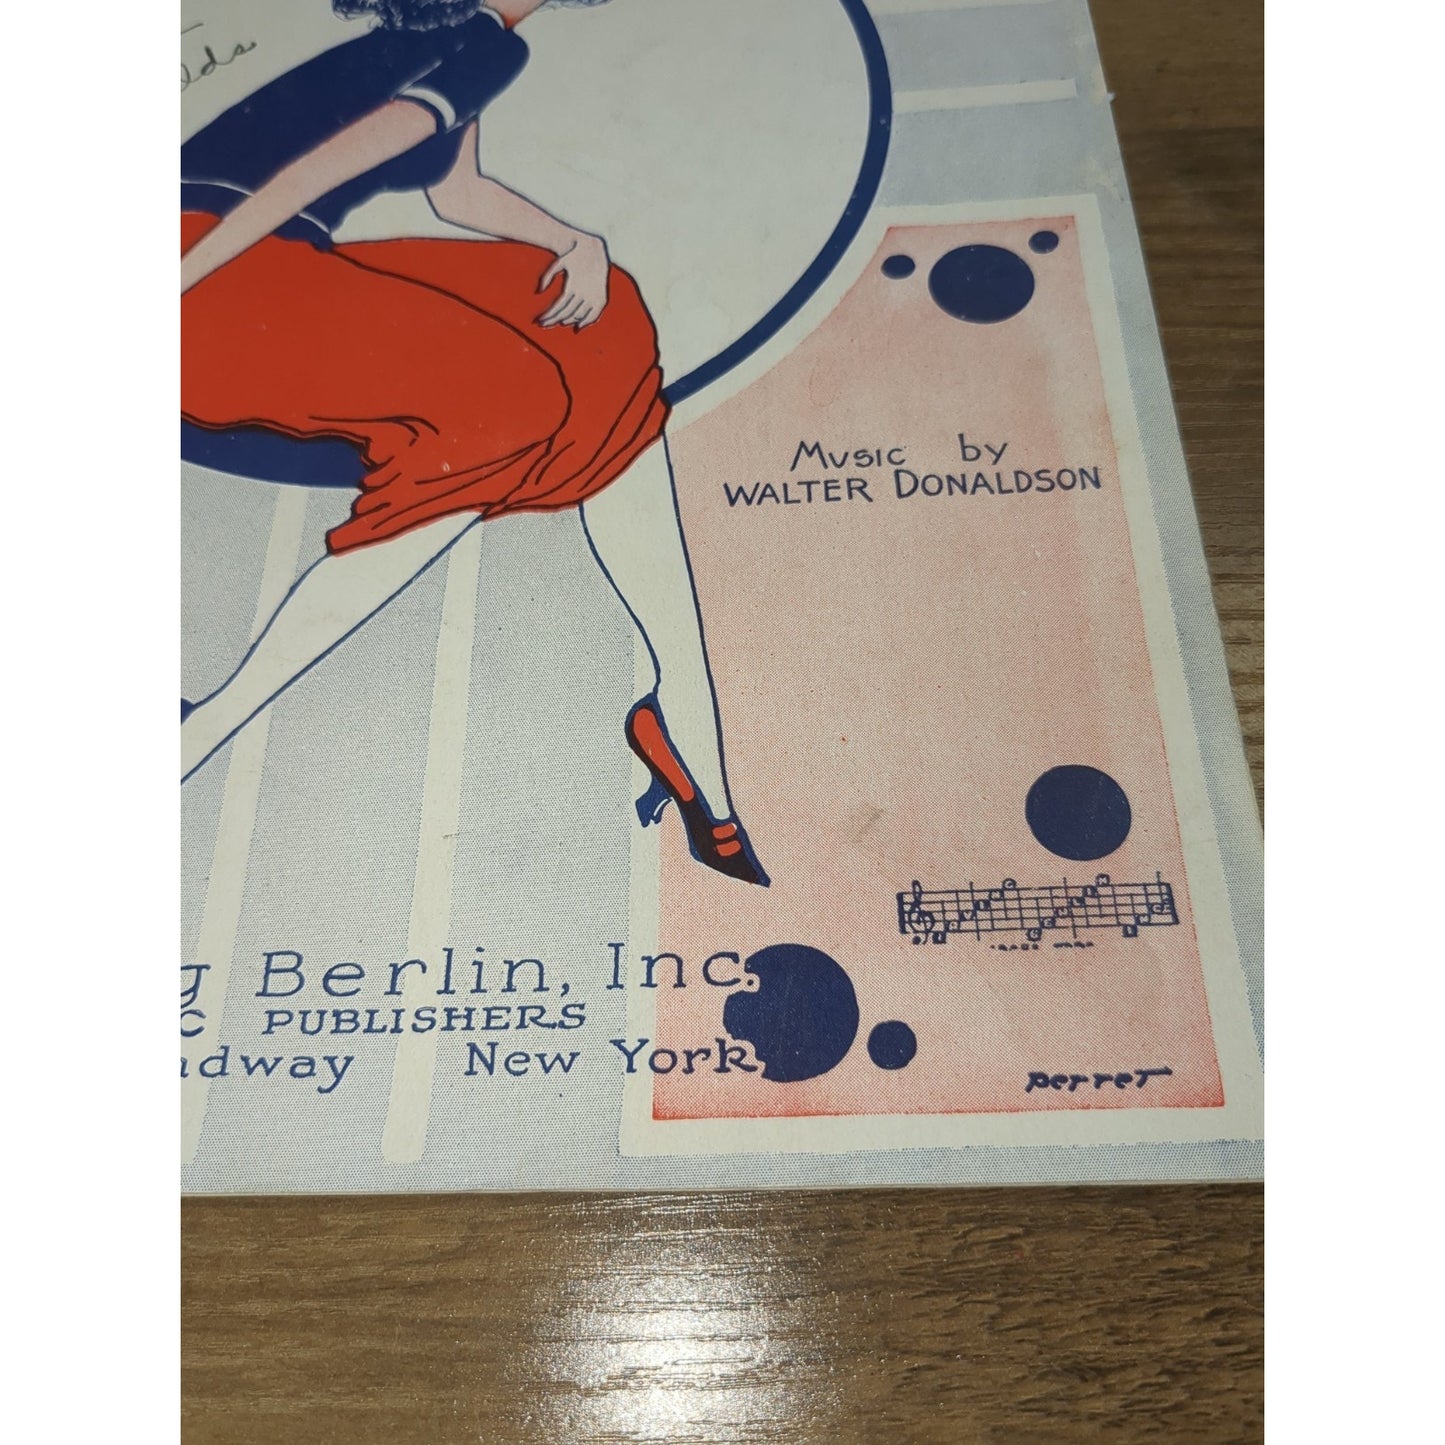 Music by
WALTER DONALDSON
Berlin, Inc.
PUBLISHERS
New York
Perret